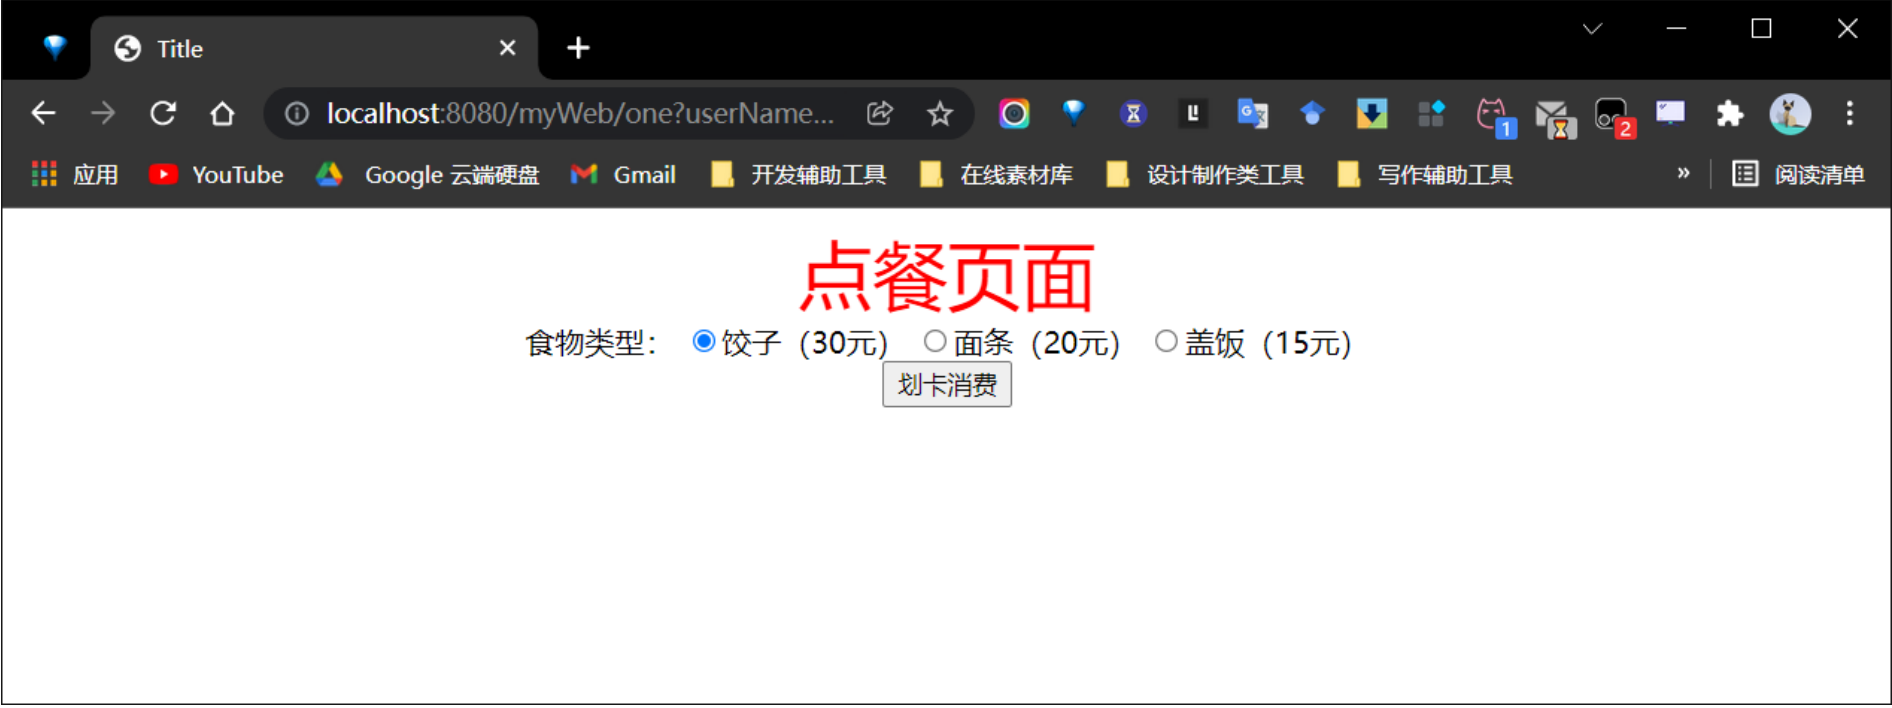 Title
localhost:8080/myWeb/one?userName...
1
2
应用 YouTube Google 云端硬盘 Gmail 开发辅助工具 在线素材库 设计制作类工具 写作辅助工具 » 阅读清单
点餐页面
食物类型： 饺子（30元） 面条（20元） 盖饭（15元）
划卡消费